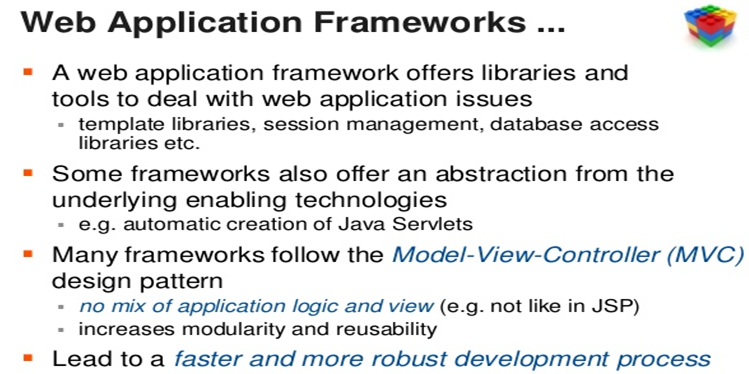 Web Application Frameworks ...
A web application framework offers libraries and
tools to deal with web application issues
template libraries, session management, database access
libraries etc.
Some frameworks also offer an abstraction from the
underlying enabling technologies
e.g. automatic creation of Java Servlets
Many frameworks follow the Model-View-Controller (MVC)
design pattern
no mix of application logic and view (e.g. not like in JSP)
increases modularity and reusability
Lead to a faster and more robust development process